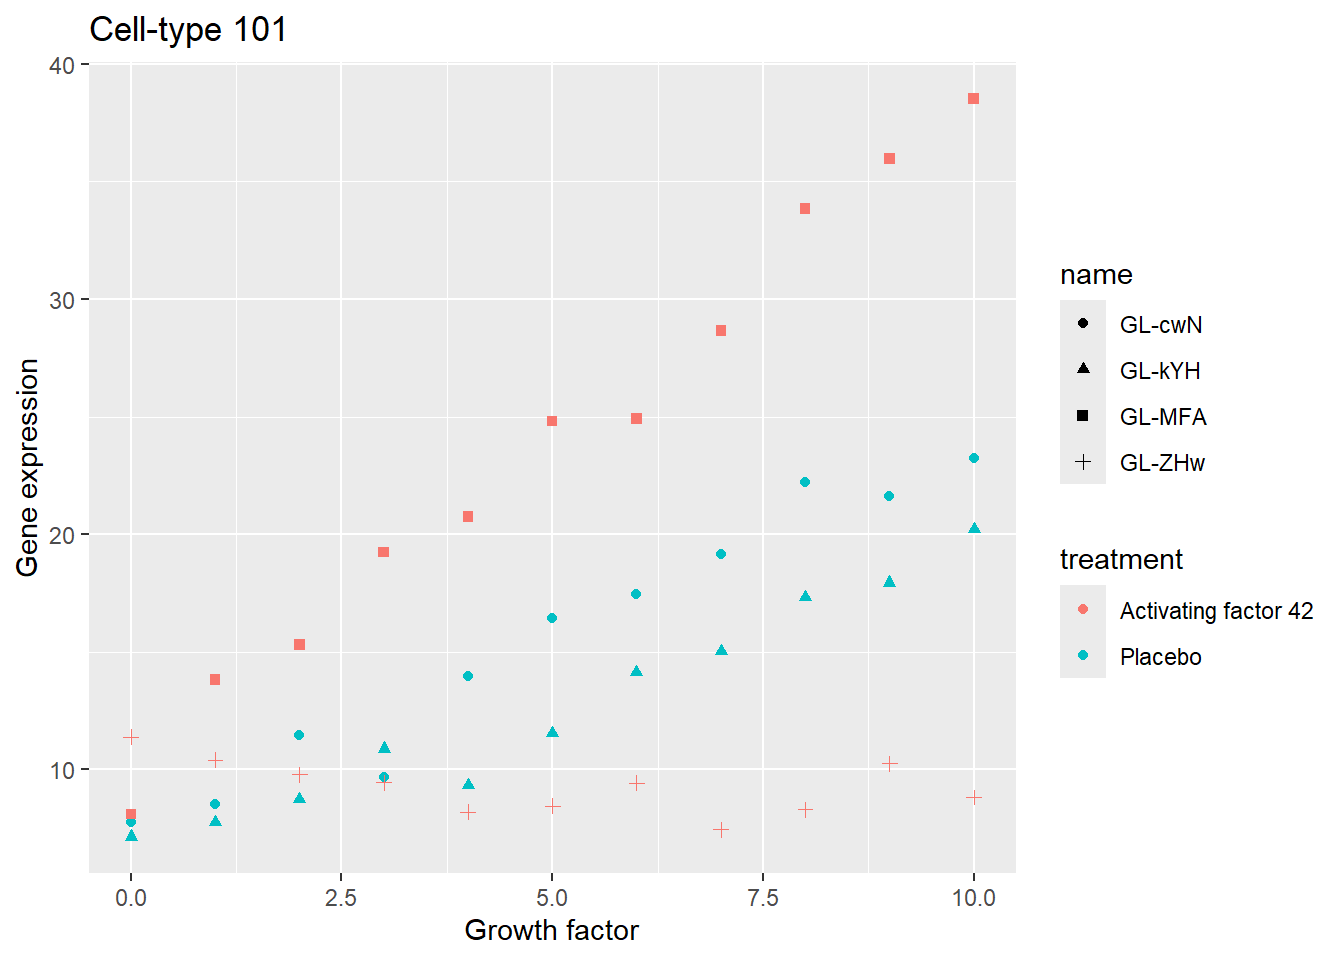 Cell-type 101
40
30
20
10
Gene expression
0.0
2.5
5.0
7.5
10.0
Growth factor
name
GL-cwN
GL-kYH
GL-MFA
GL-ZHw
treatment
Activating factor 42
Placebo